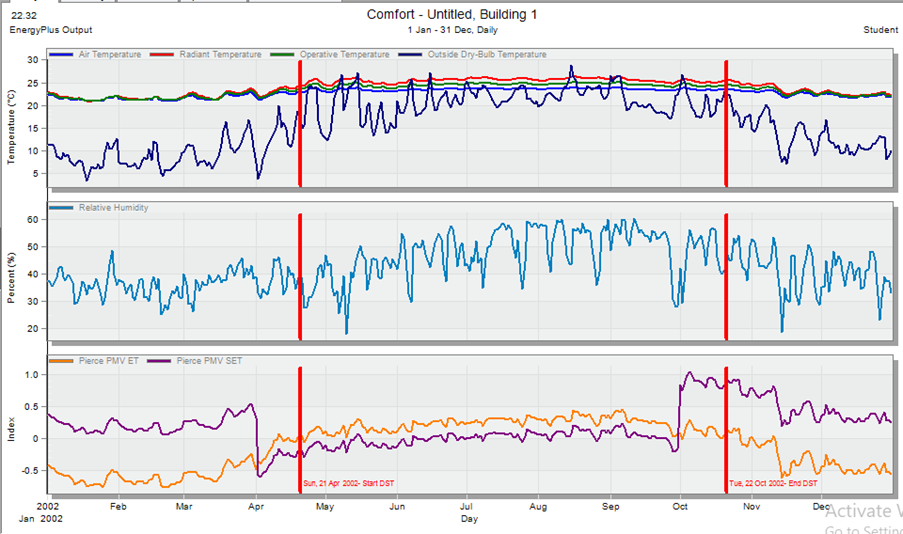 22.32
Comfort - Untitled, Building 1
EnergyPlus Output
1 Jan - 31 Dec, Daily
Student
Air Temperature
Radiant Temperature
Operative Temperature
Outside Dry-Bulb Temperature
Temperature (°C)
30
25
20
15
10
5
Relative Humidity
Percent (%)
60
50
40
30
20
Pierce PMV ET
Pierce PMV SET
Index
1.0
0.5
0
-0.5
Sun, 21 Apr 2002- Start DST
Tue, 22 Oct 2002- End DST
2002 Feb Mar Apr May Jun Jul Aug Sep Oct Nov Dec
Jan 2002
Day
Activate
Go to Setting